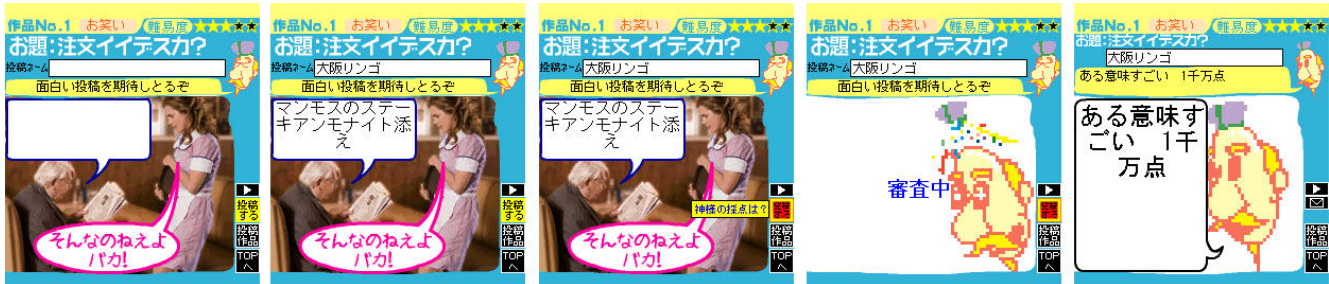 作品No.1 お笑い 難易度★★★★★★
お題:注文イイデスカ?
投稿ネーム
面白い投稿を期待しとるぞ
そんなのねえよ
バカ!
▶
投稿
する
投稿
作品
TOP
へ
作品No.1 お笑い 難易度★★★★★★
お題:注文イイデスカ?
投稿ネーム 大阪リンゴ
面白い投稿を期待しとるぞ
マンモスのステー
キアンモナイト添
え
そんなのねえよ
バカ!
▶
投稿
する
投稿
作品
TOP
へ
作品No.1 お笑い 難易度★★★★★★
お題:注文イイデスカ?
投稿ネーム 大阪リンゴ
面白い投稿を期待しとるぞ
マンモスのステー
キアンモナイト添
え
神様の採点は?
そんなのねえよ
バカ!
▶
投稿
する
投稿
作品
TOP
へ
作品No.1 お笑い 難易度★★★★★★
お題:注文イイデスカ?
投稿ネーム 大阪リンゴ
面白い投稿を期待しとるぞ
審査中
▶
投稿
する
投稿
作品
TOP
へ
作品No.1 お笑い 難易度★★★★★★
お題:注文イイデスカ?
大阪リンゴ
ある意味すごい 1千万点
ある意味す
ごい 1千
万点
▶
投稿
作品
TOP
へ